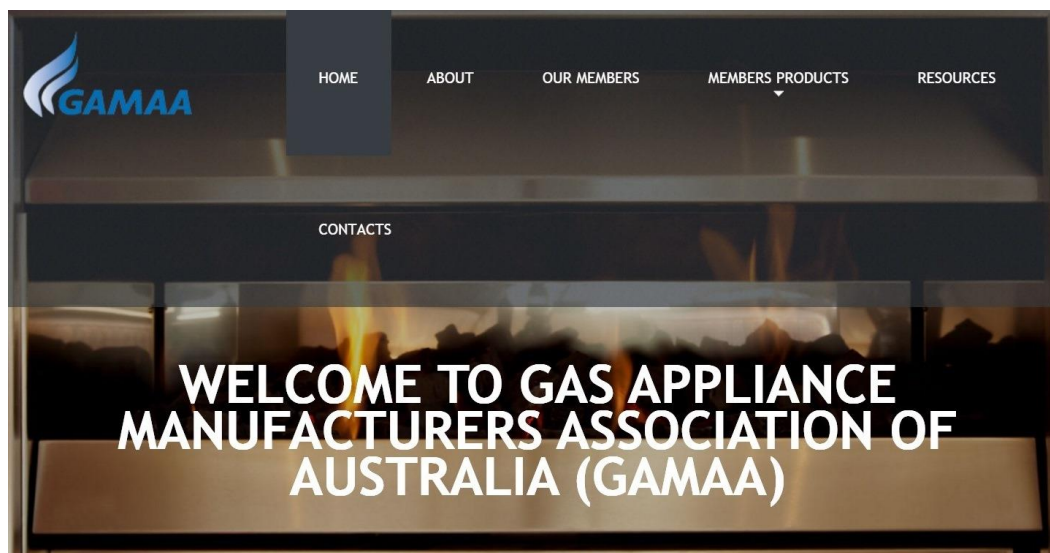 GAMAA
HOME ABOUT OUR MEMBERS MEMBERS PRODUCTS RESOURCES
CONTACTS
WELCOME TO GAS APPLIANCE
MANUFACTURERS ASSOCIATION OF
AUSTRALIA (GAMAA)